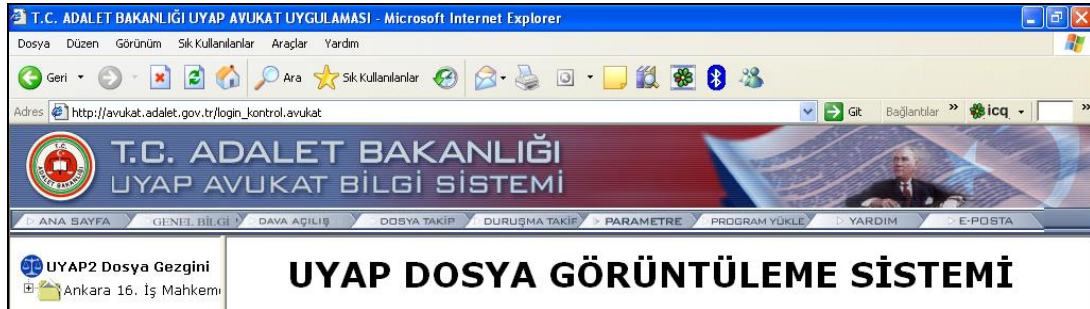 T.C. ADALET BAKANLIĞI UYAP AVUKAT UYGULAMASI - Microsoft Internet Explorer
Dosya Düzen Görünüm Sık Kullanılanlar Araçlar Yardım
Geri Ara Sık Kullanılanlar
Adres http://avukat.adalet.gov.tr/login_kontrol.avukat Git Bağlantılar » icq »
T.C. ADALET BAKANLIĞI
UYAP AVUKAT BİLGİ SİSTEMİ
ANA SAYFA GENEL BİLGİ DAVA AÇILIŞ DOSYA TAKİP DURUŞMA TAKİP PARAMETRE PROGRAM YÜKLE YARDIM E-POSTA
UYAP2 Dosya Gezgini
Ankara 16. İş Mahkem
UYAP DOSYA GÖRÜNTÜLEME SİSTEMİ